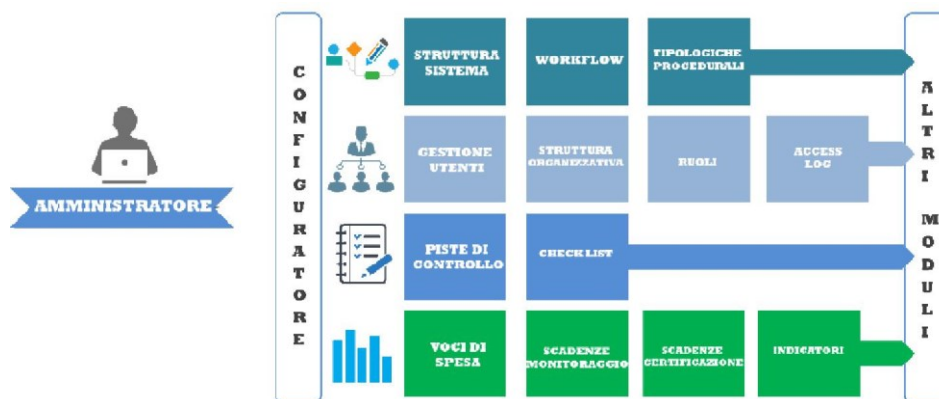 AMMINISTRATORE
CONFIGURATORE
STRUTTURA
SISTEMA
WORKFLOW
TIPOLOGICHE
PROCEDURALI
GESTIONE
UTENTI
STRUTTURA
ORGANIZZATIVA
RUOLI
ACCESS
LOG
PISTE DI
CONTROLLO
CHECK LIST
VOCI DI
SPESA
SCADENZE
MONITORAGGIO
SCADENZE
CERTIFICAZIONE
INDICATORI
ALTRI MODULI